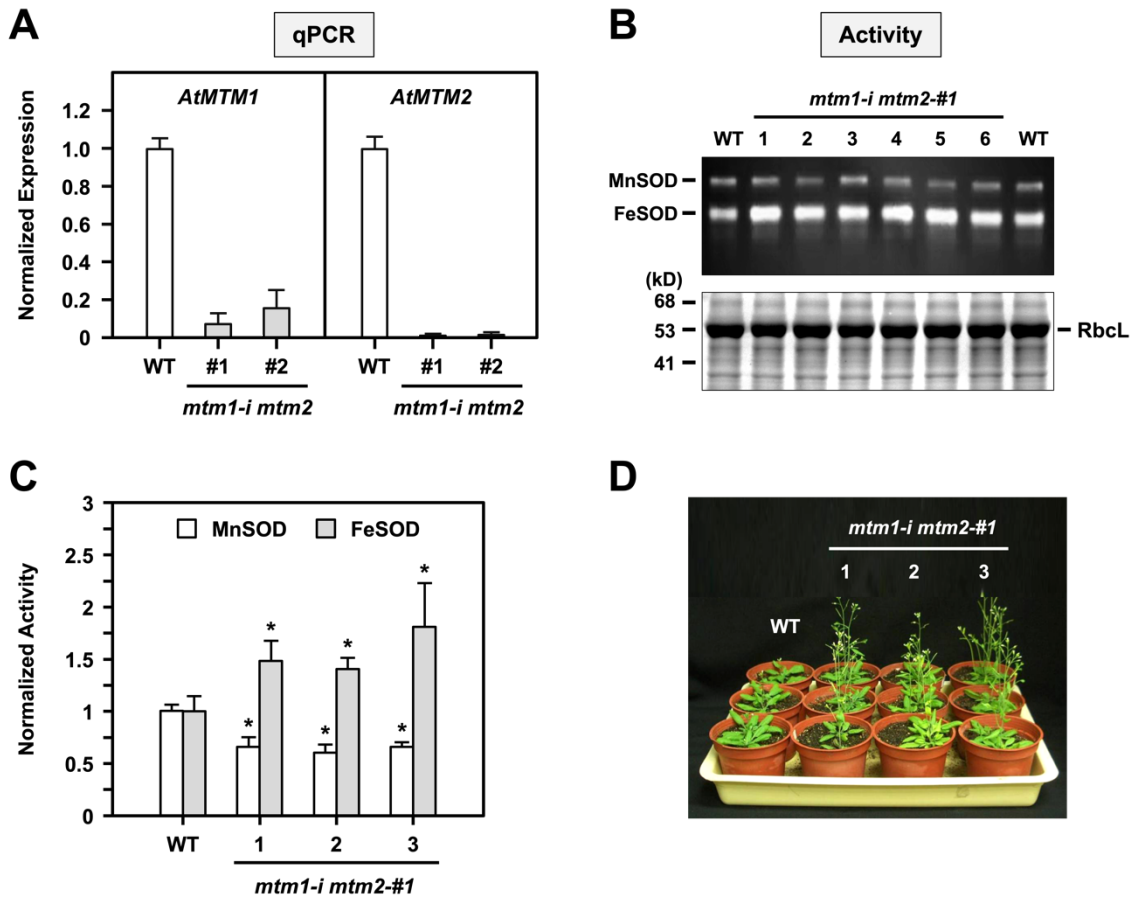 A
qPCR
AtMTM1
AtMTM2
Normalized Expression
1.2
1.0
0.8
0.6
0.4
0.2
0
WT #1 #2 WT #1 #2
mtm1-i mtm2 mtm1-i mtm2
B
Activity
mtm1-i mtm2-#1
WT 1 2 3 4 5 6 WT
MnSOD
FeSOD
(kD)
68
53
41
RbcL
C
Normalized Activity
3
2.5
2
1.5
1
0.5
0
MnSOD FeSOD
* * * * * *
WT 1 2 3
mtm1-i mtm2-#1
D
mtm1-i mtm2-#1
1 2 3
WT